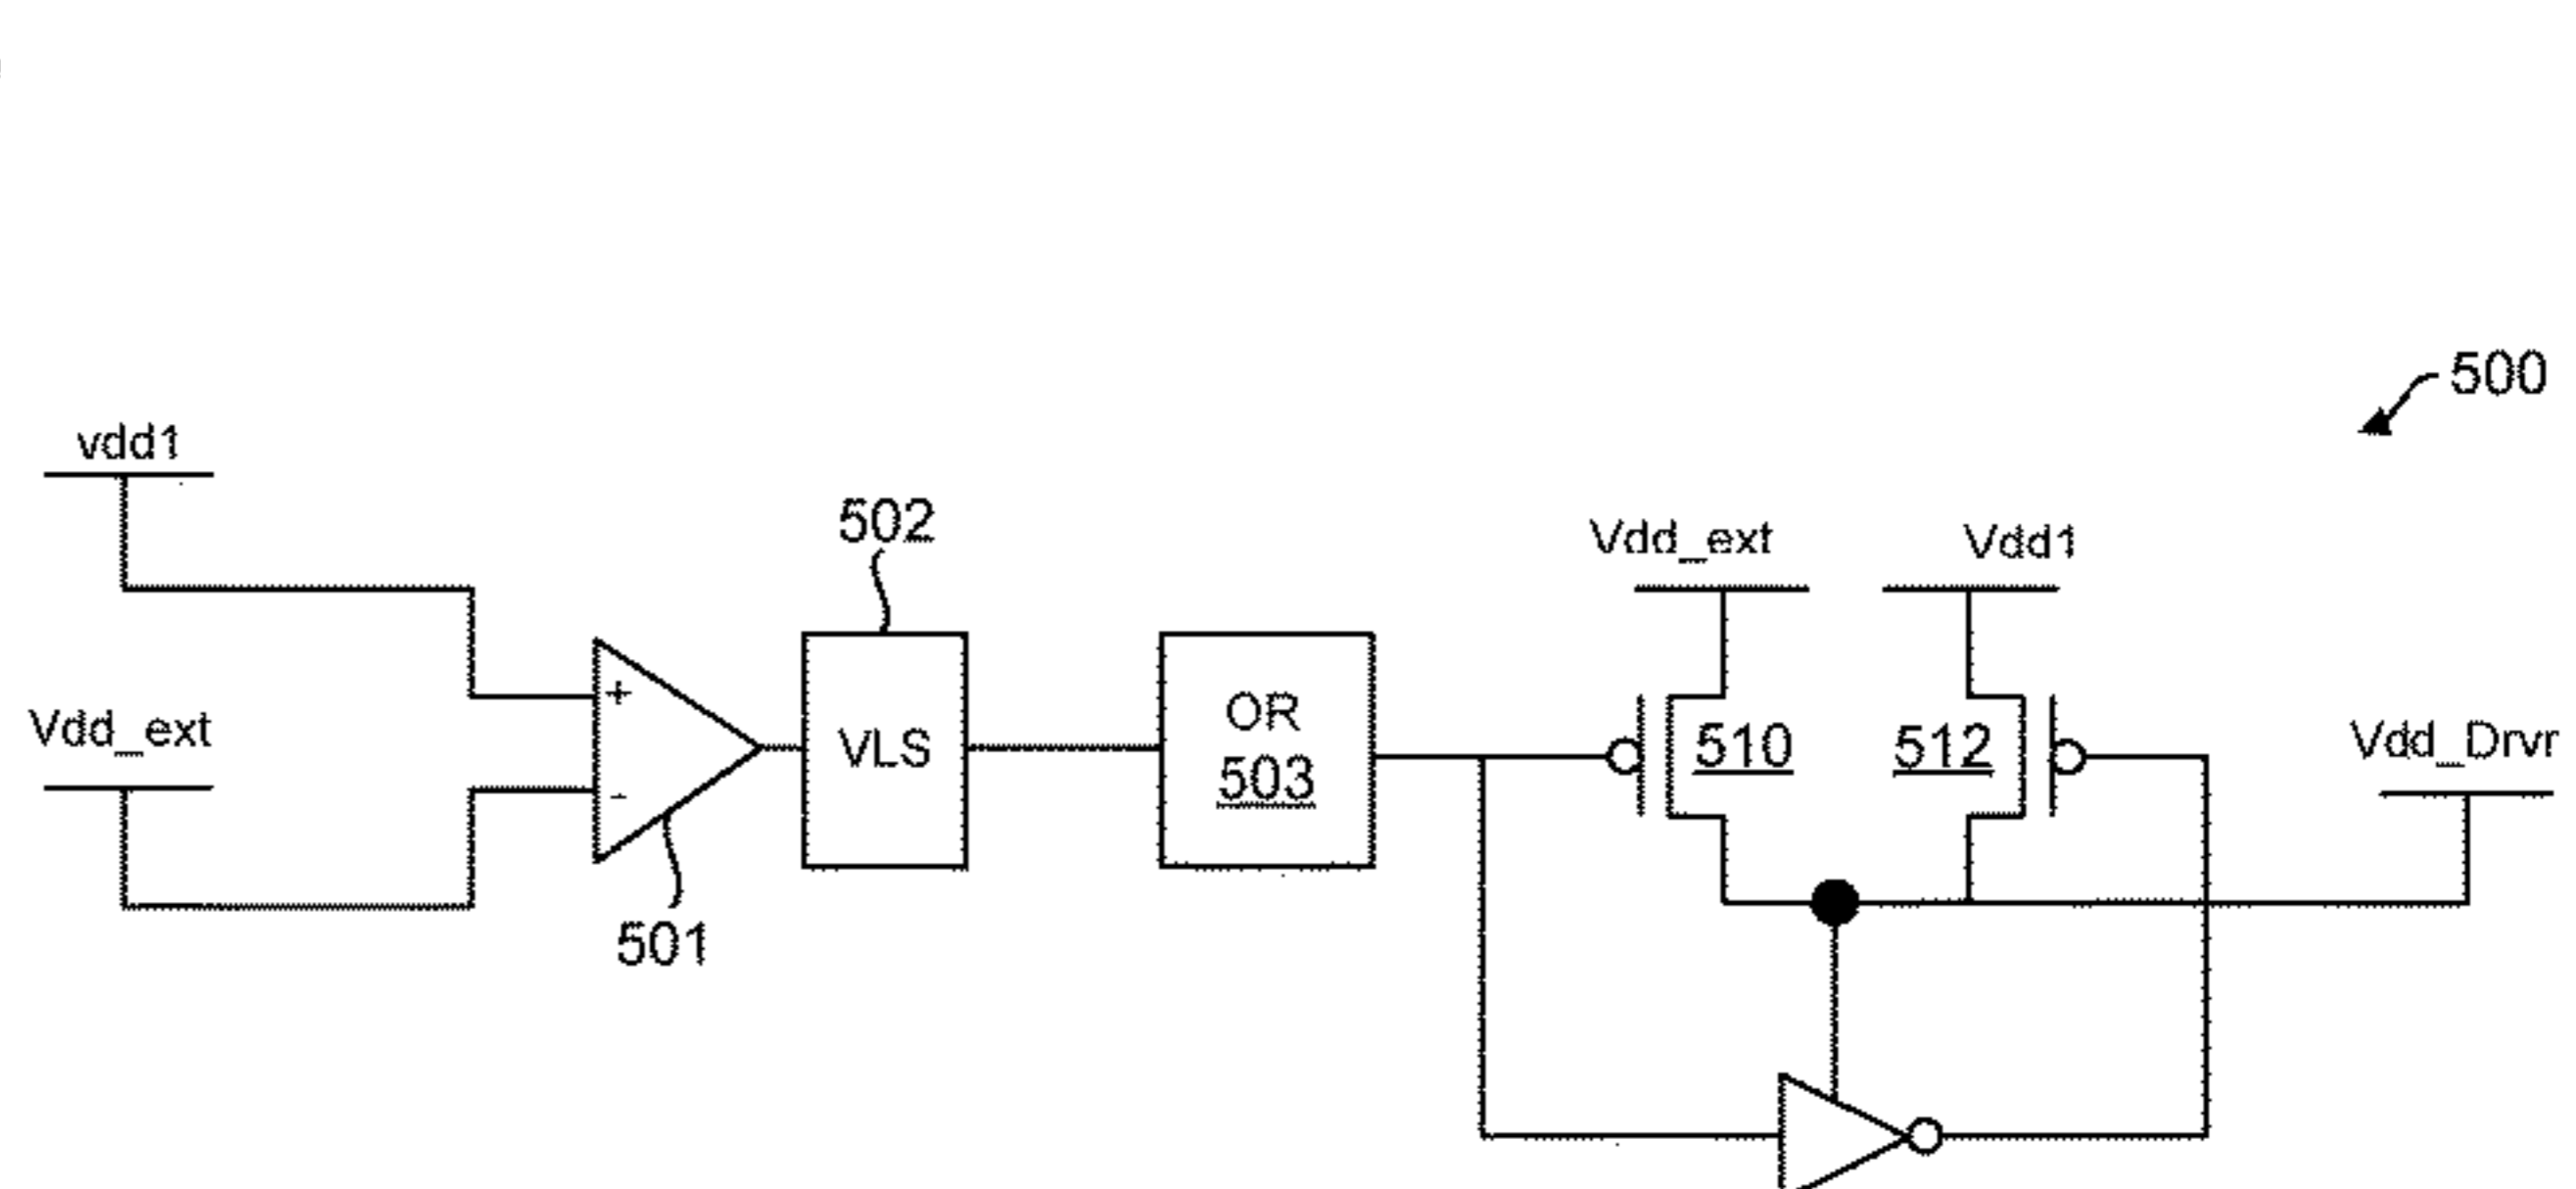 500
vdd1
502
Vdd_ext
Vdd1
+
OR
Vdd_ext
VLS
503
510
512
Vdd_Drvr
-
501